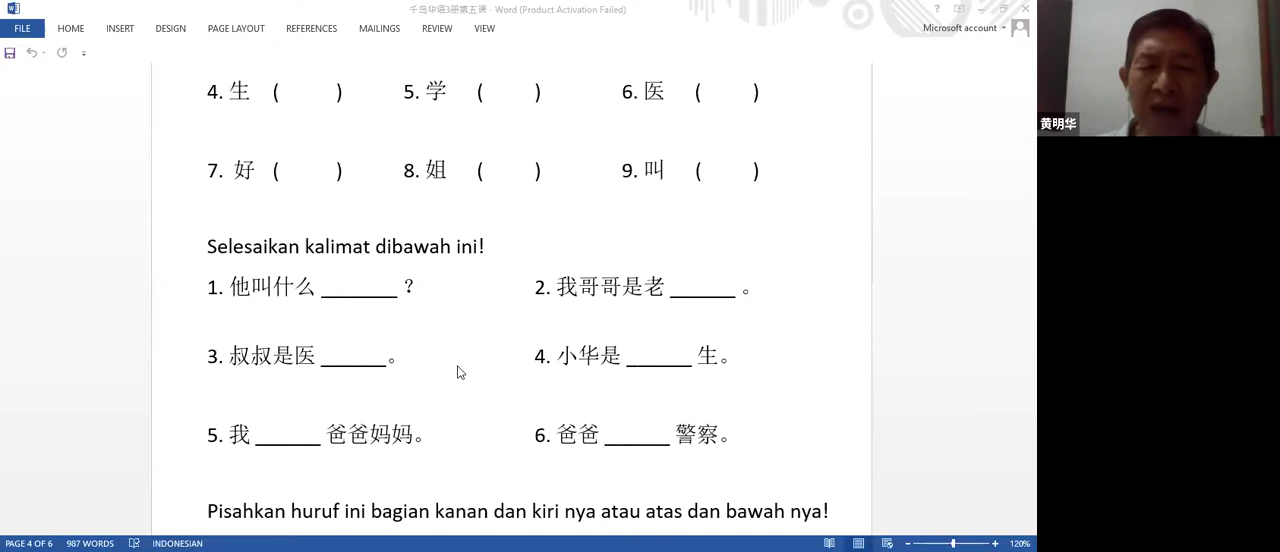 千岛华语3册第五课 - Word (Product Activation Failed)
FILE HOME INSERT DESIGN PAGE LAYOUT REFERENCES MAILINGS REVIEW VIEW Microsoft account
4. 生 ( ) 5. 学 ( ) 6. 医 ( )
黄明华
7. 好 ( ) 8. 姐 ( ) 9. 叫 ( )
Selesaikan kalimat dibawah ini!
1. 他叫什么 _______ ? 2. 我哥哥是老 ______ 。
3. 叔叔是医 ______。 4. 小华是 ______ 生。
5. 我 ______ 爸爸妈妈。 6. 爸爸 ______ 警察。
Pisahkan huruf ini bagian kanan dan kiri nya atau atas dan bawah nya!
PAGE 4 OF 6 987 WORDS INDONESIAN 120%